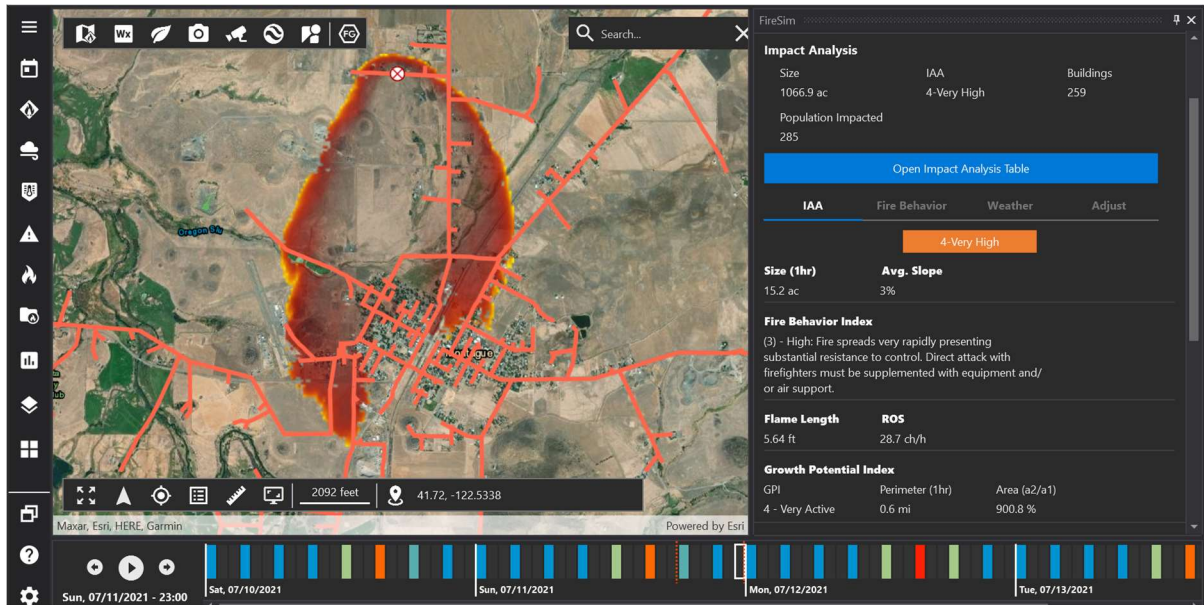 Wx
FG
Search...
Oregon Slo
Montague
2092 feet
41.72, -122.5338
Maxar, Esri, HERE, Garmin
Powered by Esri
FireSim
Impact Analysis
Size
IAA
Buildings
1066.9 ac
4-Very High
259
Population Impacted
285
Open Impact Analysis Table
IAA
Fire Behavior
Weather
Adjust
4-Very High
Size (1hr)
Avg. Slope
15.2 ac
3%
Fire Behavior Index
(3) - High: Fire spreads very rapidly presenting
substantial resistance to control. Direct attack with
firefighters must be supplemented with equipment and/
or air support.
Flame Length
ROS
5.64 ft
28.7 ch/h
Growth Potential Index
GPI
Perimeter (1hr)
Area (a2/a1)
4 - Very Active
0.6 mi
900.8 %
Sun, 07/11/2021 - 23:00
Sat, 07/10/2021
Sun, 07/11/2021
Mon, 07/12/2021
Tue, 07/13/2021